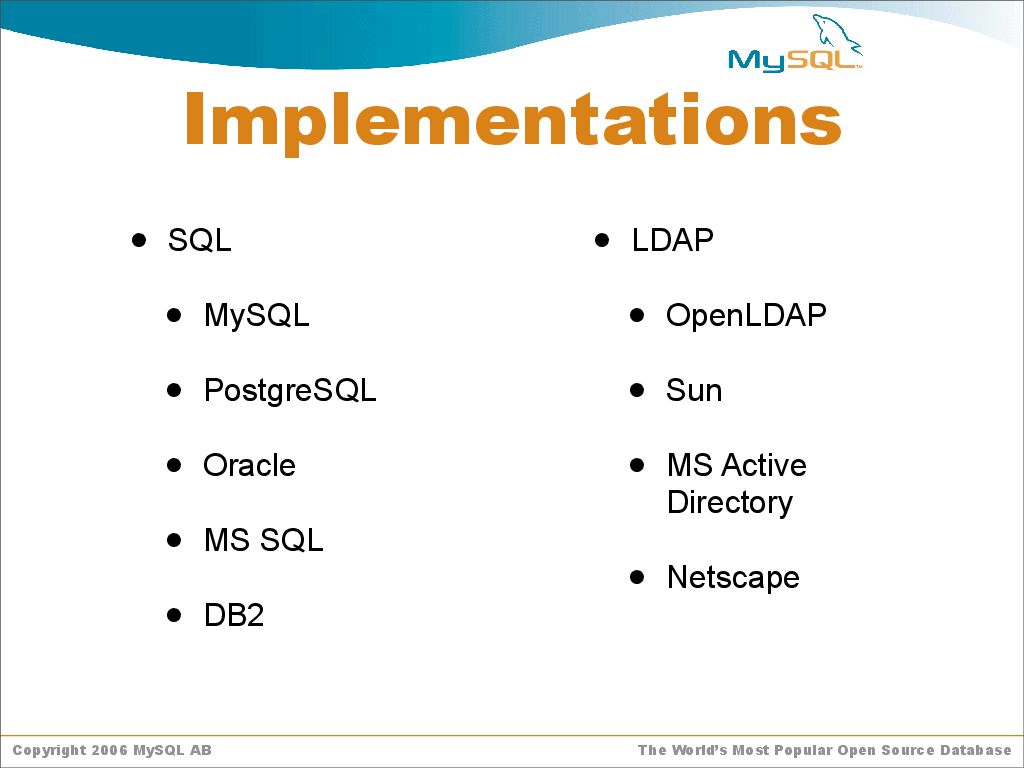 MySQL™
Implementations
• SQL
• MySQL
• PostgreSQL
• Oracle
• MS SQL
• DB2
• LDAP
• OpenLDAP
• Sun
• MS Active
Directory
• Netscape
Copyright 2006 MySQL AB
The World's Most Popular Open Source Database